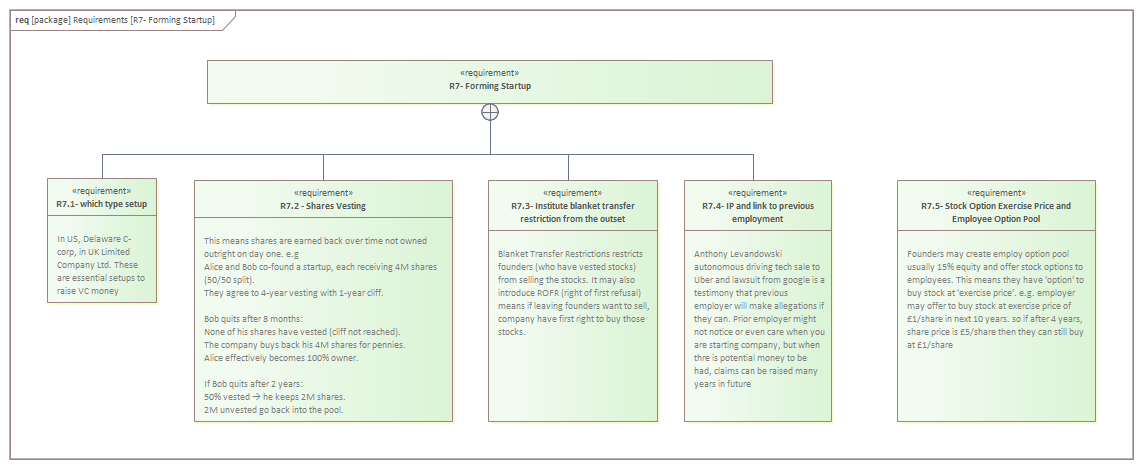 req [package] Requirements [R7- Forming Startup]
«requirement»
R7- Forming Startup
«requirement»
R7.1- which type setup
In US, Delaware C-
corp, in UK Limited
Company Ltd. These
are essential setups to
raise VC money
«requirement»
R7.2 - Shares Vesting
This means shares are earned back over time not owned
outright on day one. e.g
Alice and Bob co-found a startup, each receiving 4M shares
(50/50 split).
They agree to 4-year vesting with 1-year cliff.
Bob quits after 8 months:
None of his shares have vested (cliff not reached).
The company buys back his 4M shares for pennies.
Alice effectively becomes 100% owner.
If Bob quits after 2 years:
50% vested → he keeps 2M shares.
2M unvested go back into the pool.
«requirement»
R7.3- Institute blanket transfer
restriction from the outset
Blanket Transfer Restrictions restricts
founders (who have vested stocks)
from selling the stocks. It may also
introduce ROFR (right of first refusal)
means if leaving founders want to sell,
company have first right to buy those
stocks.
«requirement»
R7.4- IP and link to previous
employment
Anthony Levandowski
autonomous driving tech sale to
Uber and lawsuit from google is a
testimony that previous
employer will make allegations if
they can. Prior employer might
not notice or even care when you
are starting company, but when
thre is potential money to be
had, claims can be raised many
years in future
«requirement»
R7.5- Stock Option Exercise Price and
Employee Option Pool
Founders may create employ option pool
usually 15% equity and offer stock options to
employees. This means they have 'option' to
buy stock at 'exercise price'. e.g. employer
may offer to buy stock at exercise price of
£1/share in next 10 years. so if after 4 years,
share price is £5/share then they can still buy
at £1/share